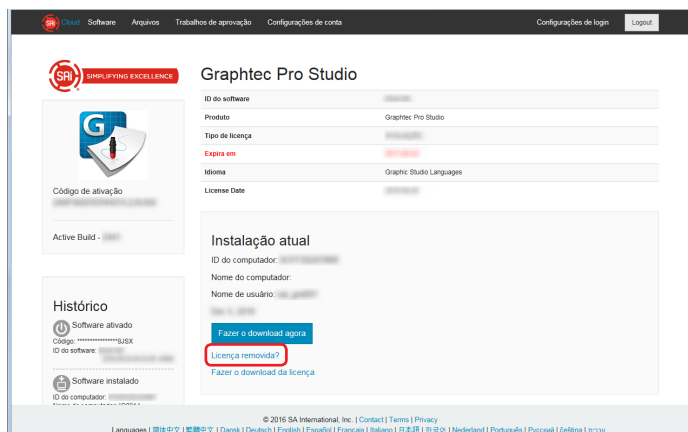 SAi Cloud Software Arquivos Trabalhos de aprovação Configurações de conta Configurações de login Logout
SAi SIMPLIFYING EXCELLENCE
Graphtec Pro Studio
ID do software
Produto Graphtec Pro Studio
Tipo de licença
Expira em
Idioma Graphic Studio Languages
License Date
G
Código de ativação
Active Build -
Instalação atual
ID do computador:
Nome do computador:
Nome de usuário:
Fazer o download agora
Licença removida?
Fazer o download da licença
Histórico
Software ativado
Código: ***************8JSX
ID do software:
Software instalado
ID do computador:
© 2016 SA International, Inc. | Contact | Terms | Privacy
Languages | 简体中文 | 繁體中文 | Dansk | Deutsch | English | Español | Français | Italiano | 日本語 | 한국어 | Nederland | Português | Русский | čeština | עברית